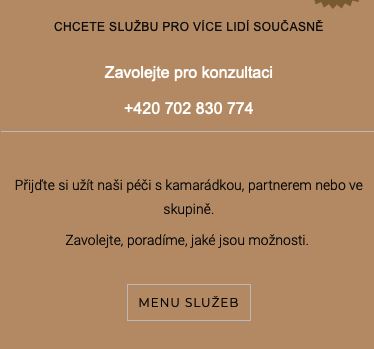 CHCETE SLUŽBU PRO VÍCE LIDÍ SOUČASNĚ
Zavolejte pro konzultaci
+420 702 830 774
Přijďte si užít naši péči s kamarádkou, partnerem nebo ve
skupině.
Zavolejte, poradíme, jaké jsou možnosti.
MENU SLUŽEB